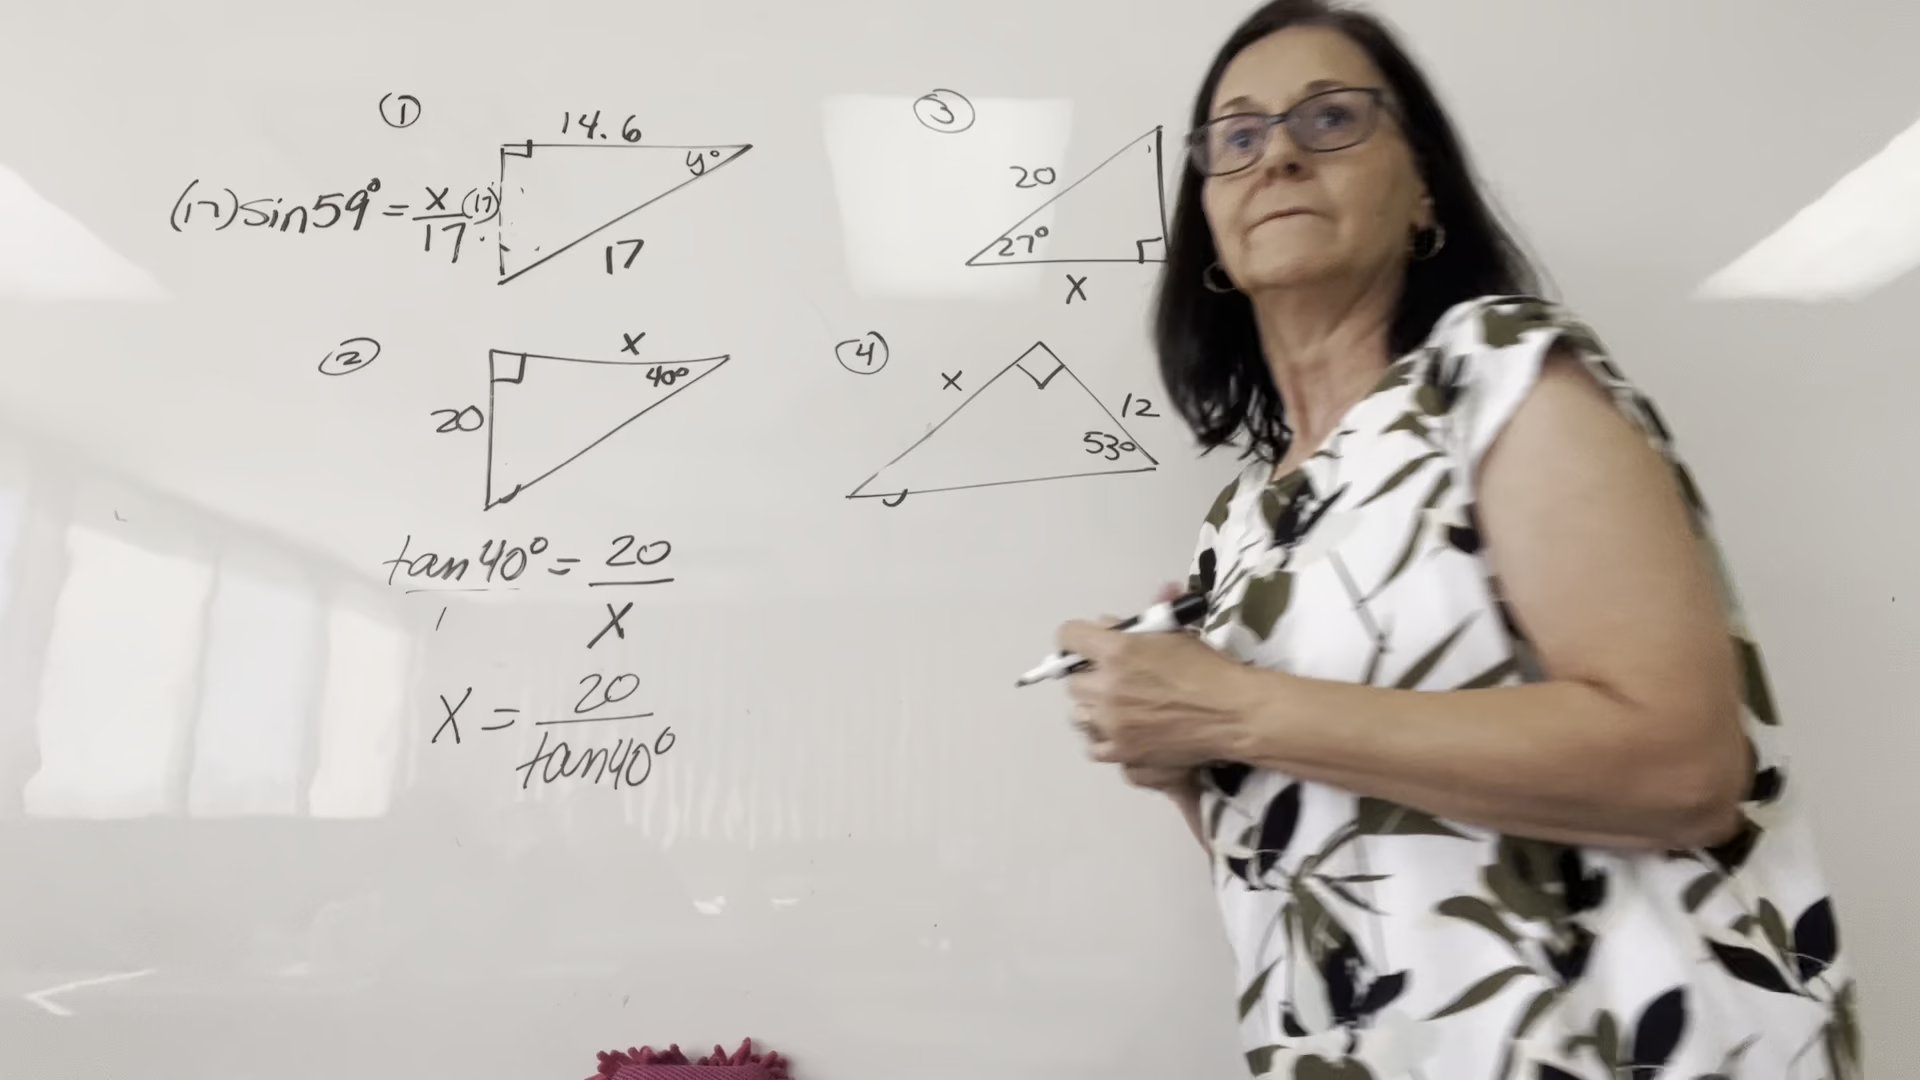 ①
14.6
y°
(17)sin59°=x/17(17)
17
②
x
40°
20
tan40°/1=20/x
x=20/tan40°
③
20
27°
x
④
x
12
53°